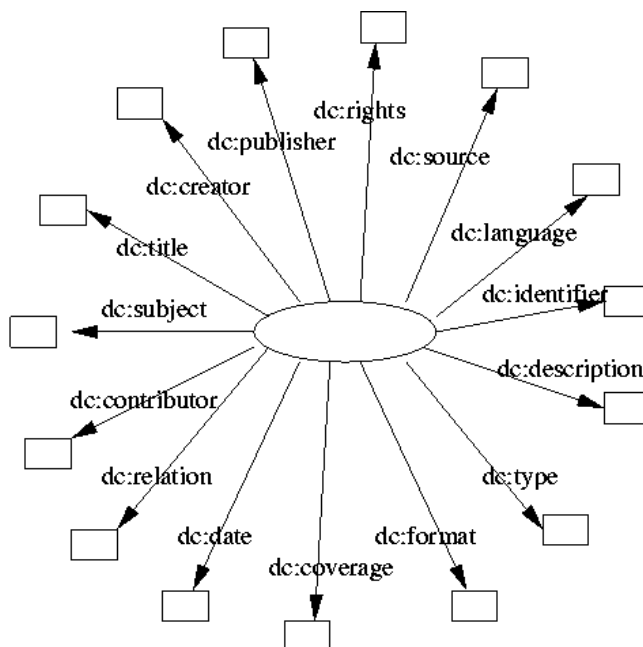 dc:rights
dc:publisher
dc:source
dc:creator
dc:language
dc:title
dc:identifier
dc:subject
dc:description
dc:contributor
dc:relation
dc:type
dc:date
dc:format
dc:coverage